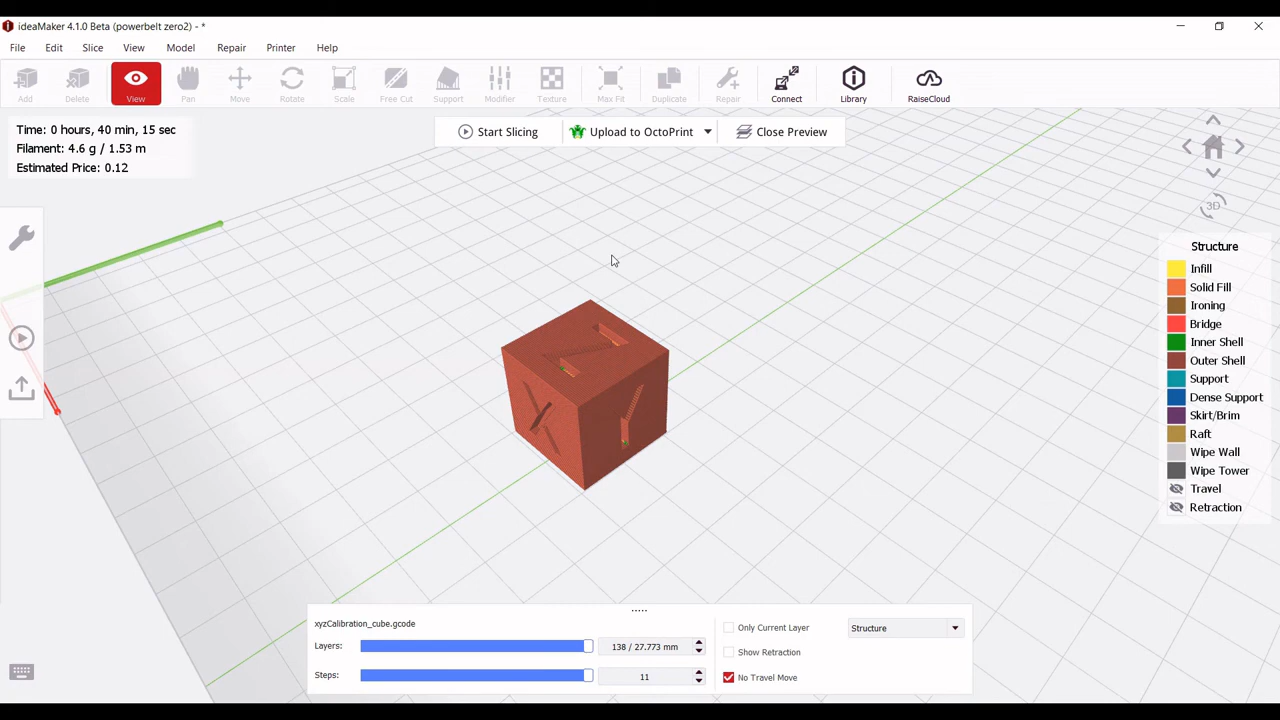 ideaMaker 4.1.0 Beta (powerbelt zero2) - *
File Edit Slice View Model Repair Printer Help
Add Delete View Pan Move Rotate Scale Free Cut Support Modifier Texture Max Fit Duplicate Repair Connect Library RaiseCloud
Time: 0 hours, 40 min, 15 sec
Filament: 4.6 g / 1.53 m
Estimated Price: 0.12
Start Slicing Upload to OctoPrint Close Preview
3D
Structure
Infill
Solid Fill
Ironing
Bridge
Inner Shell
Outer Shell
Support
Dense Support
Skirt/Brim
Raft
Wipe Wall
Wipe Tower
Travel
Retraction
Z
X Y
xyzCalibration_cube.gcode
Layers: 138 / 27.773 mm
Steps: 11
Only Current Layer
Show Retraction
No Travel Move
Structure